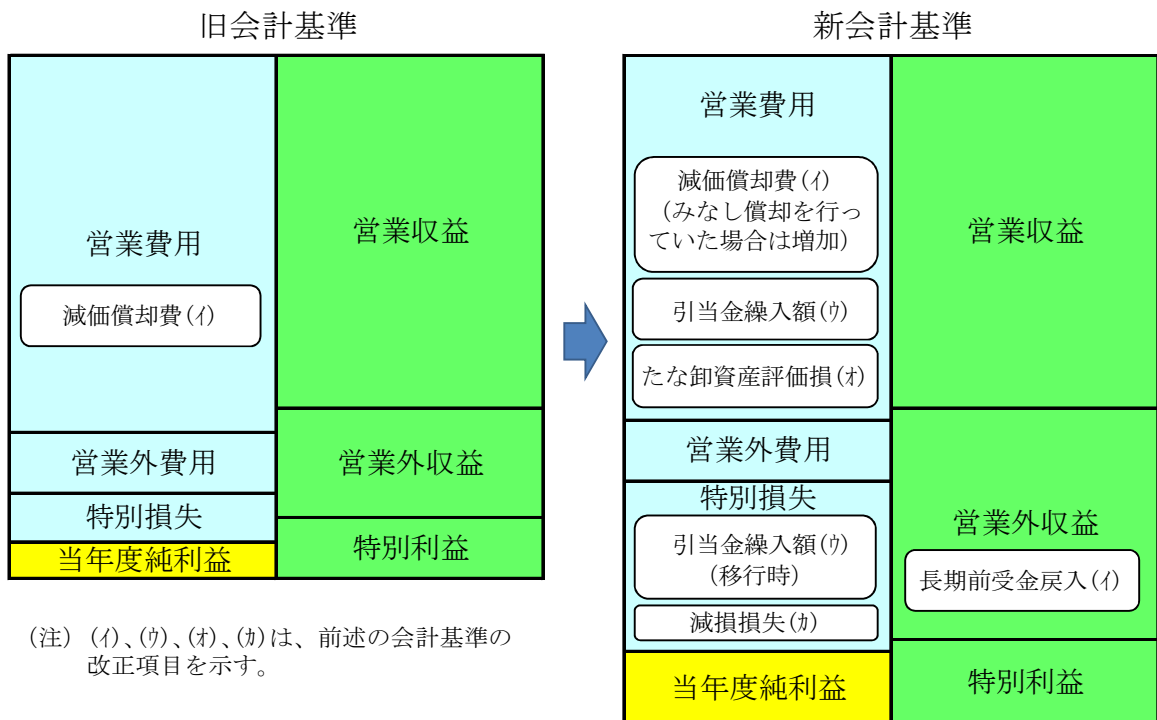 旧会計基準
営業費用
減価償却費(ｲ)
営業外費用
特別損失
当年度純利益
営業収益
営業外収益
特別利益
(注) (ｲ)、(ｳ)、(ｵ)、(ｶ)は、前述の会計基準の
改正項目を示す。
新会計基準
営業費用
減価償却費(ｲ)
(みなし償却を行っ
ていた場合は増加)
引当金繰入額(ｳ)
たな卸資産評価損(ｵ)
営業外費用
特別損失
引当金繰入額(ｳ)
(移行時)
減損損失(ｶ)
当年度純利益
営業収益
営業外収益
長期前受金戻入(ｲ)
特別利益